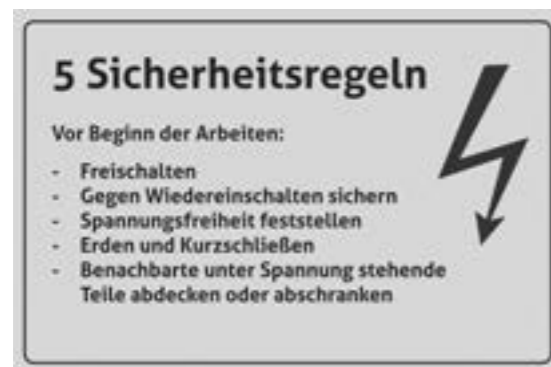 5 Sicherheitsregeln
Vor Beginn der Arbeiten:
- Freischalten
- Gegen Wiedereinschalten sichern
- Spannungsfreiheit feststellen
- Erden und Kurzschließen
- Benachbarte unter Spannung stehende
Teile abdecken oder abschranken